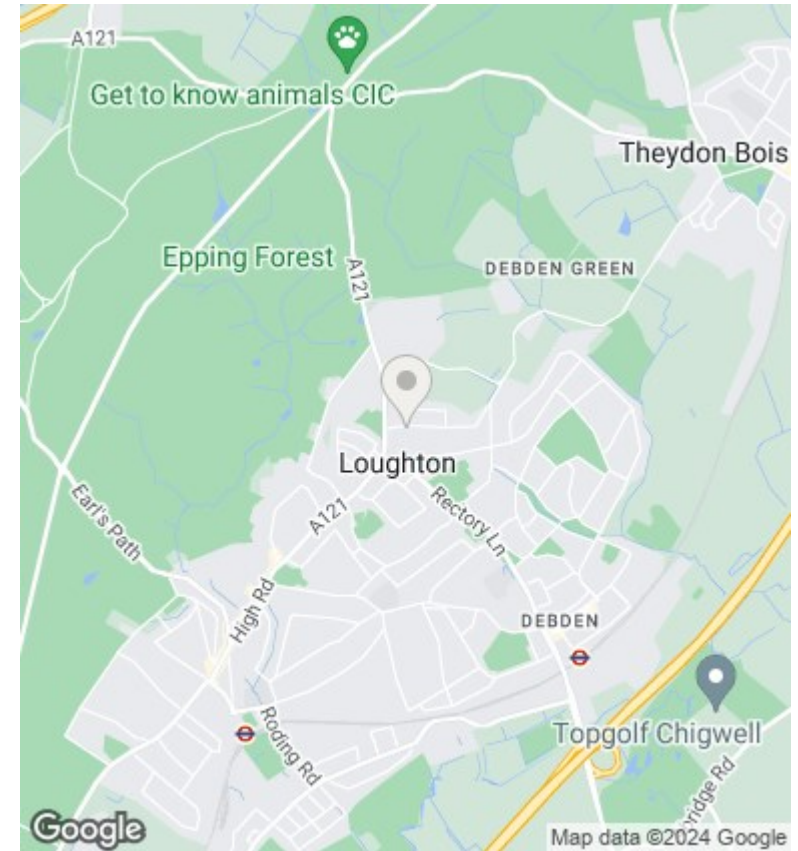 A121
Get to know animals CIC
Theydon Bois
Epping Forest
A121
DEBDEN GREEN
Loughton
A121
Rectory Ln
Earl's Path
High Rd
DEBDEN
Roding Rd
Topgolf Chigwell
bridge Rd
Google
Map data ©2024 Google